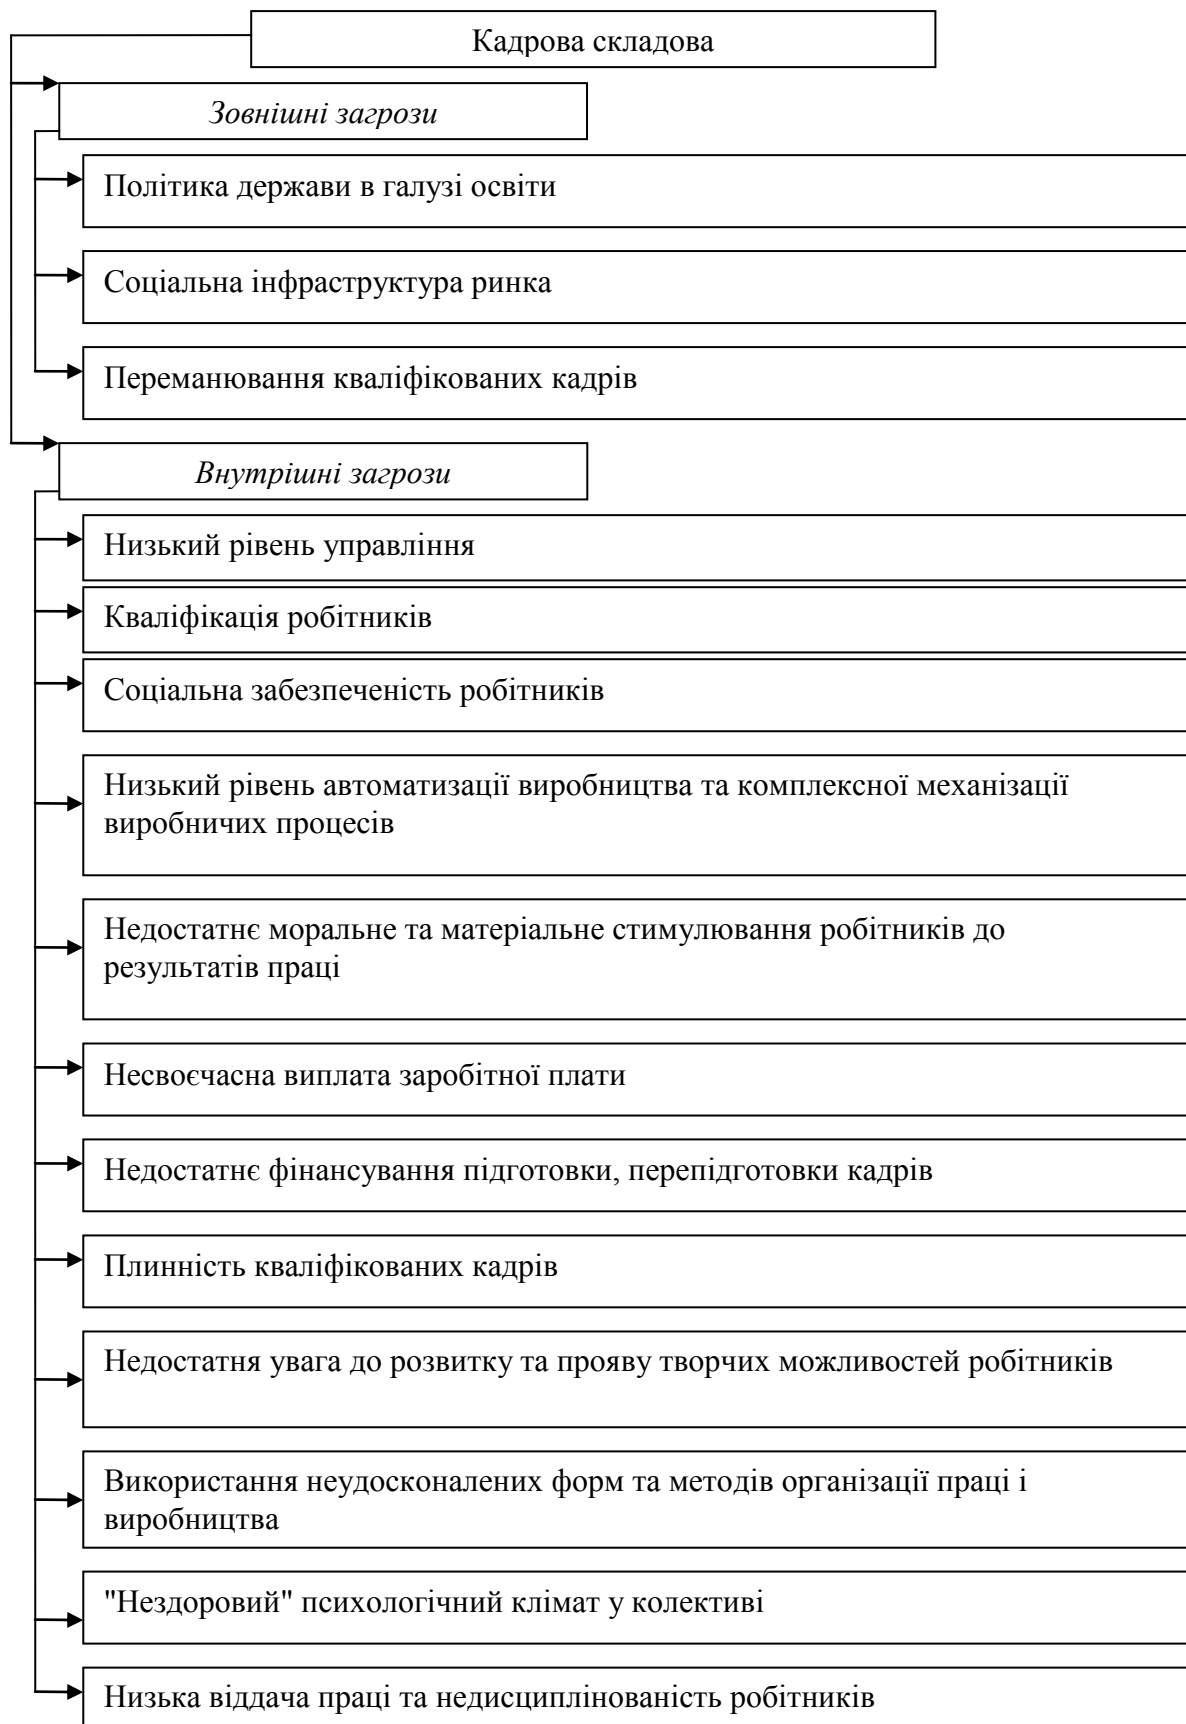 Кадрова складова
Зовнішні загрози
Політика держави в галузі освіти
Соціальна інфраструктура ринка
Переманювання кваліфікованих кадрів
Внутрішні загрози
Низький рівень управління
Кваліфікація робітників
Соціальна забезпеченість робітників
Низький рівень автоматизації виробництва та комплексної механізації
виробничих процесів
Недостатнє моральне та матеріальне стимулювання робітників до
результатів праці
Несвоєчасна виплата заробітної плати
Недостатнє фінансування підготовки, перепідготовки кадрів
Плинність кваліфікованих кадрів
Недостатня увага до розвитку та прояву творчих можливостей робітників
Використання неудосконалених форм та методів організації праці і
виробництва
"Нездоровий" психологічний клімат у колективі
Низька віддача праці та недисциплінованість робітників